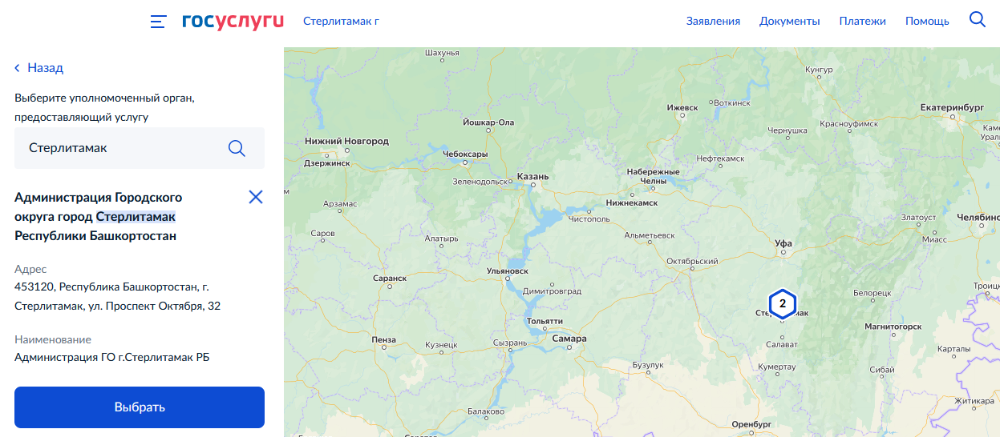 госуслуги
Стерлитамак г
Заявления
Документы
Платежи
Помощь
Назад
Выберите уполномоченный орган,
предоставляющий услугу
Стерлитамак
Администрация Городского
округа город Стерлитамак
Республики Башкортостан
Адрес
453120, Республика Башкортостан, г.
Стерлитамак, ул. Проспект Октября, 32
Наименование
Администрация ГО г.Стерлитамак РБ
Выбрать
Шахунья
Кунгур
Ижевск
Воткинск
Екатеринбург
Йошкар-Ола
Чернушка
Красноуфимск
Нижний Новгород
Дзержинск
Чебоксары
Нефтекамск
Зеленодольск
Казань
Набережные
Челны
Нижнекамск
Арзамас
Чистополь
Златоуст
Челябинс
Саров
Алатырь
Альметьевск
Миасс
Уфа
Октябрьский
Ульяновск
Саранск
Димитровград
Белорецк
Троиц
2
Тольятти
Магнитогорск
Пенза
Кузнецк
Сызрань
Самара
Салават
Карталы
Бузулук
Кумертау
Сибай
Житикара
Балаково
Оренбург